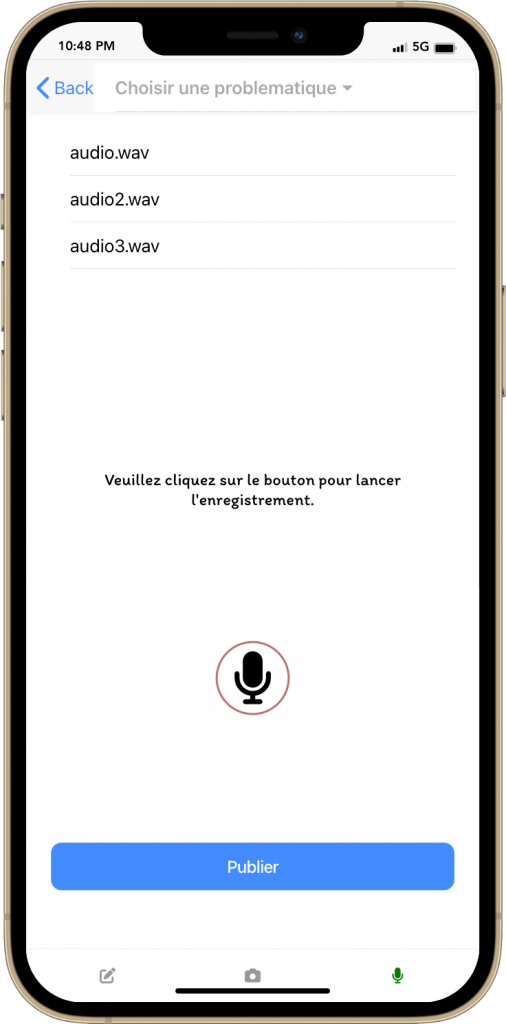 10:48 PM 5G
Back Choisir une problematique
audio.wav
audio2.wav
audio3.wav
Veuillez cliquez sur le bouton pour lancer
l'enregistrement.
Publier